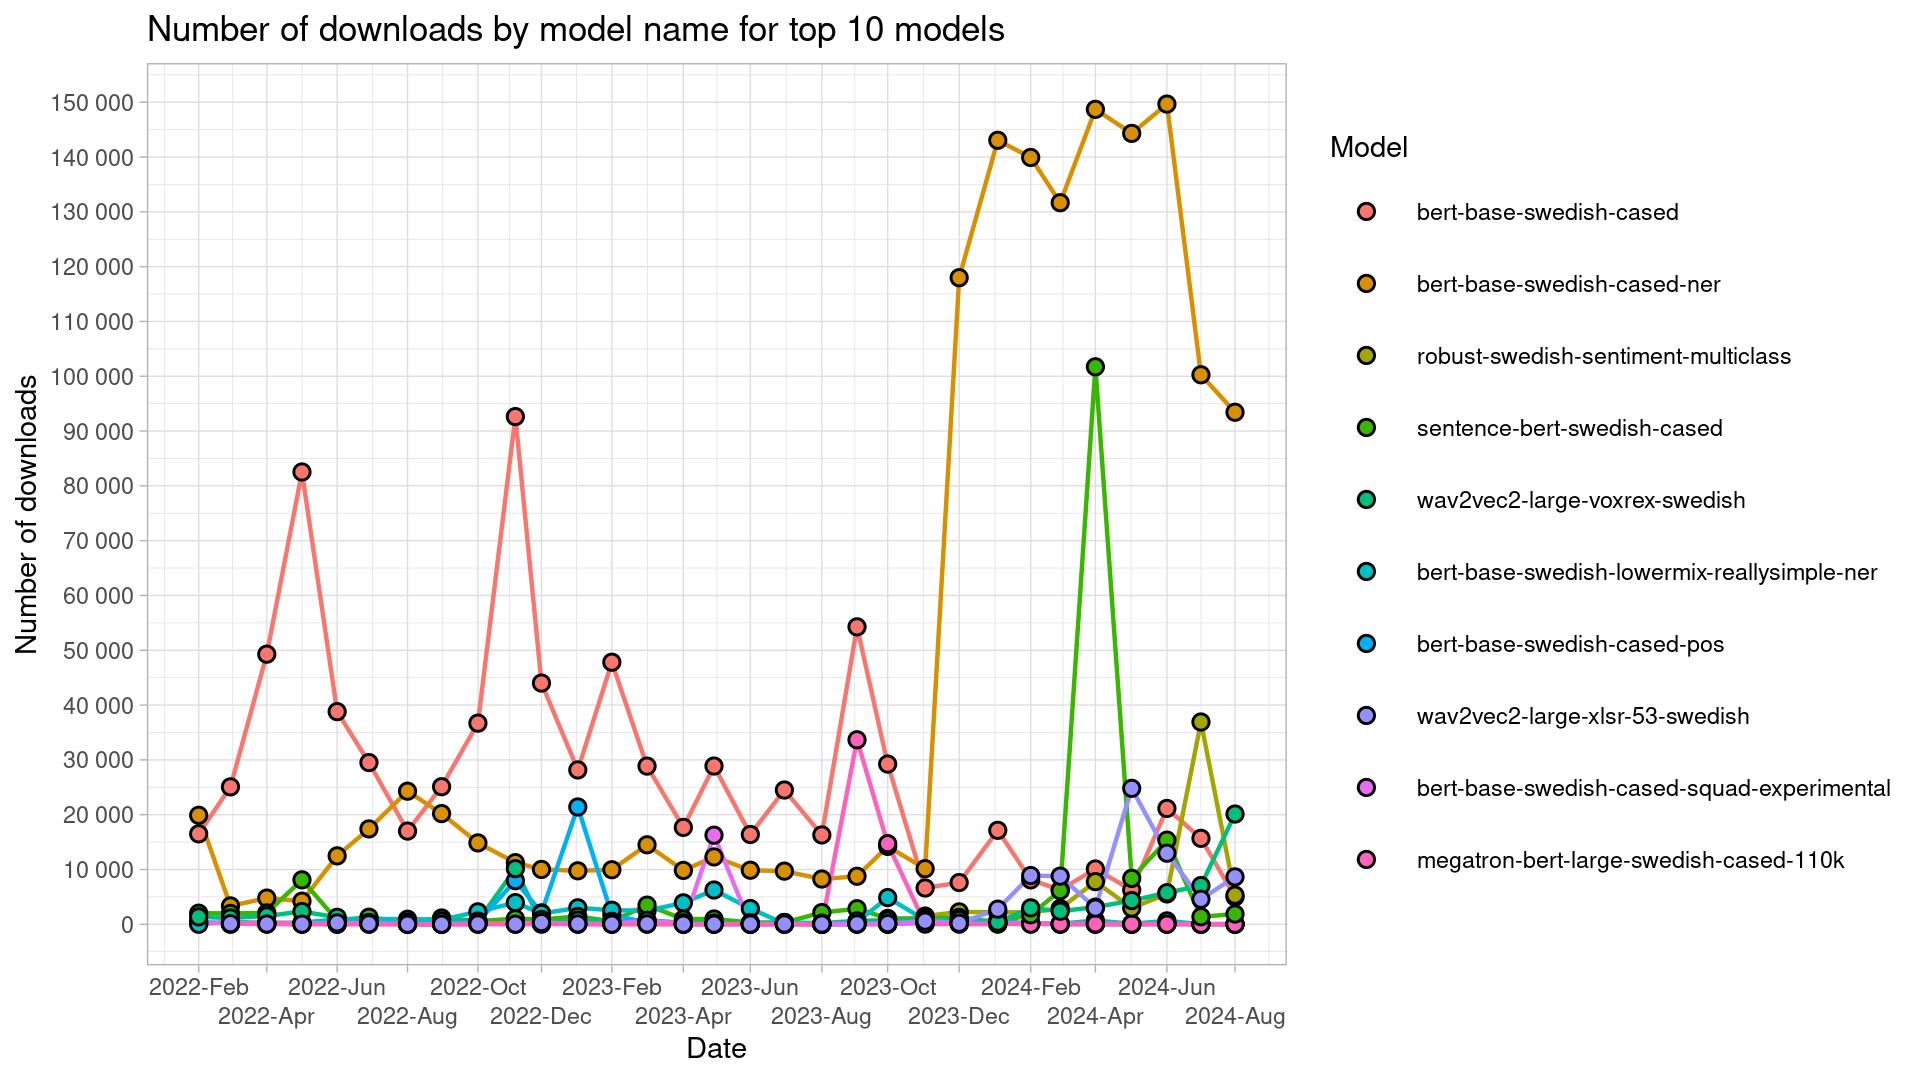 Number of downloads by model name for top 10 models
Number of downloads
150 000
140 000
130 000
120 000
110 000
100 000
90 000
80 000
70 000
60 000
50 000
40 000
30 000
20 000
10 000
0
2022-Feb
2022-Apr
2022-Jun
2022-Aug
2022-Oct
2022-Dec
2023-Feb
2023-Apr
2023-Jun
2023-Aug
2023-Oct
2023-Dec
2024-Feb
2024-Apr
2024-Jun
2024-Aug
Date
Model
bert-base-swedish-cased
bert-base-swedish-cased-ner
robust-swedish-sentiment-multiclass
sentence-bert-swedish-cased
wav2vec2-large-voxrex-swedish
bert-base-swedish-lowermix-reallysimple-ner
bert-base-swedish-cased-pos
wav2vec2-large-xlsr-53-swedish
bert-base-swedish-cased-squad-experimental
megatron-bert-large-swedish-cased-110k